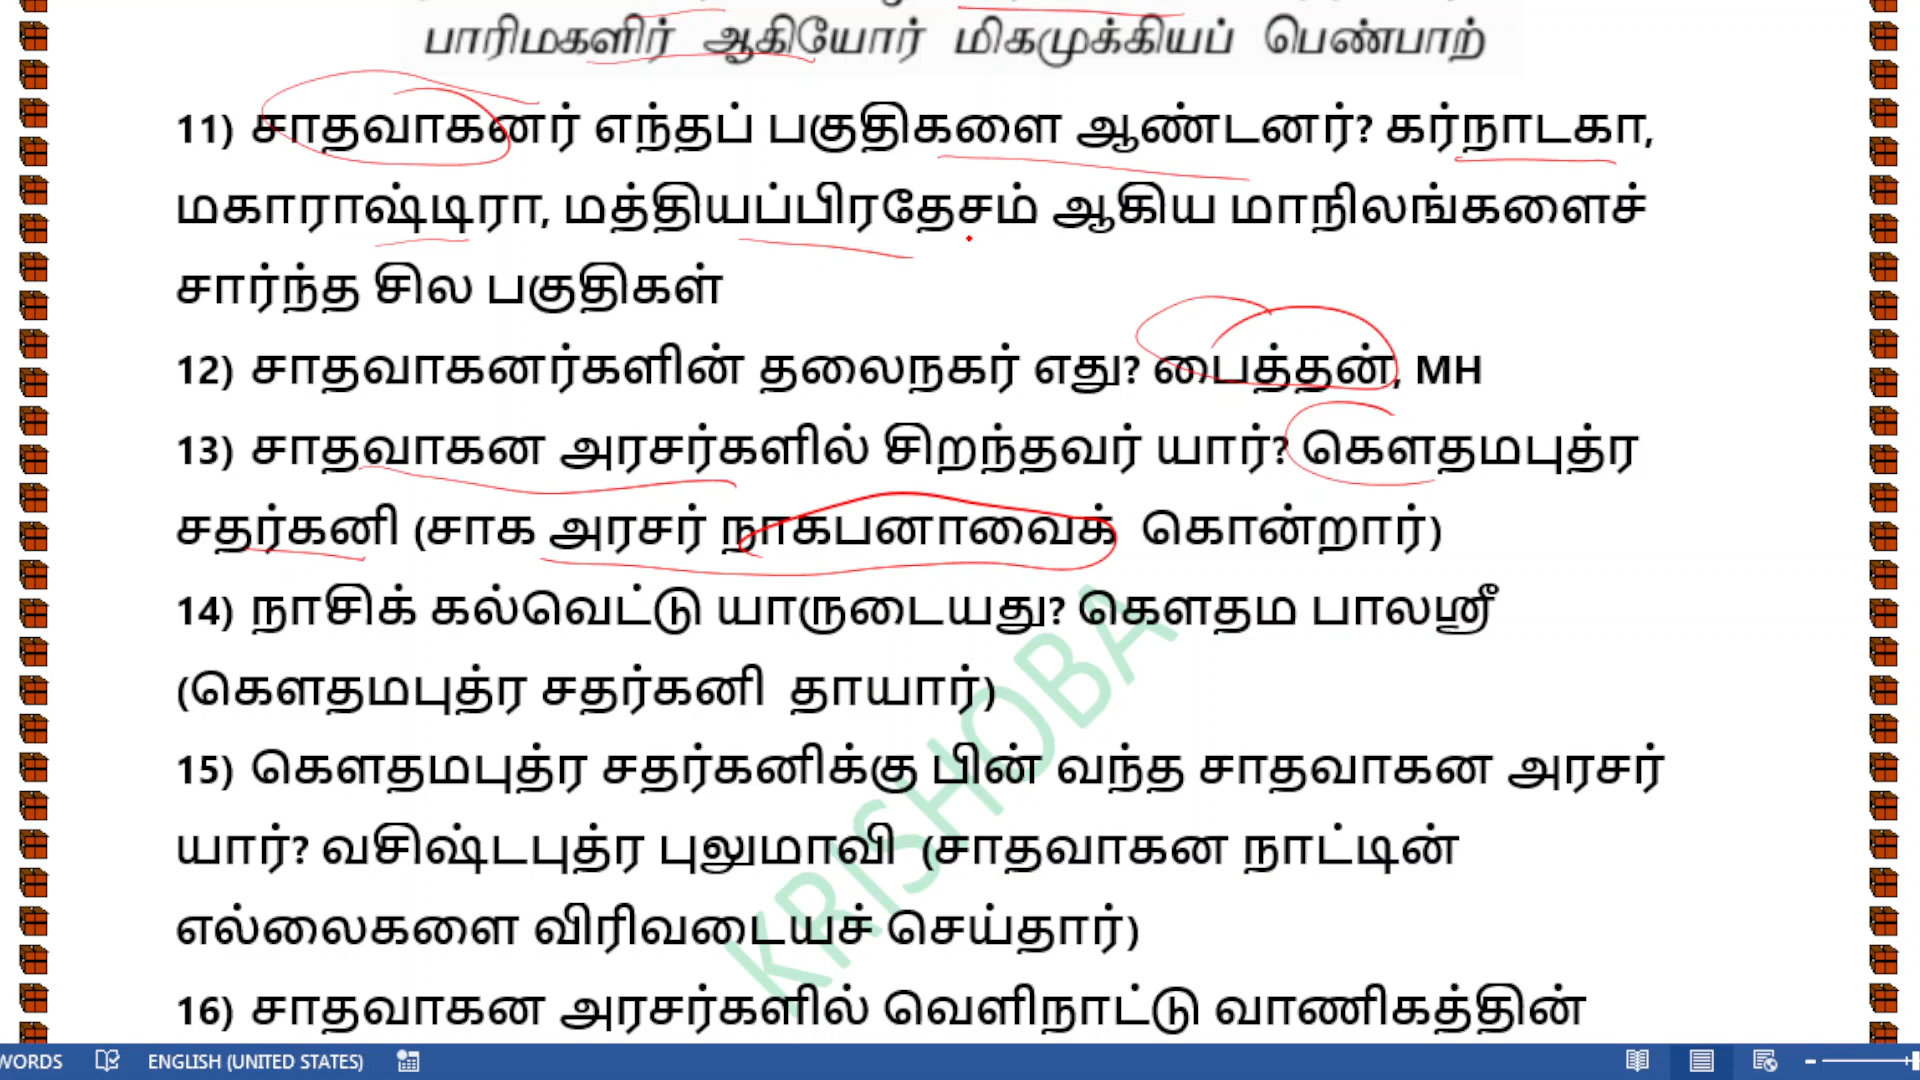 பாரிமகளிர் ஆகியோர் மிகமுக்கியப் பெண்பாற்
11) சாதவாகனர் எந்தப் பகுதிகளை ஆண்டனர்? கர்நாடகா,
மகாராஷ்டிரா, மத்தியப்பிரதேசம் ஆகிய மாநிலங்களைச்
சார்ந்த சில பகுதிகள்
12) சாதவாகனர்களின் தலைநகர் எது? பைத்தன், MH
13) சாதவாகன அரசர்களில் சிறந்தவர் யார்? கௌதமபுத்ர
சதர்கனி (சாக அரசர் நாகபனாவைக் கொன்றார்)
14) நாசிக் கல்வெட்டு யாருடையது? கௌதம பாலஸ்ரீ
(கௌதமபுத்ர சதர்கனி தாயார்)
15) கௌதமபுத்ர சதர்கனிக்கு பின் வந்த சாதவாகன அரசர்
யார்? வசிஷ்டபுத்ர புலுமாவி (சாதவாகன நாட்டின்
எல்லைகளை விரிவடையச் செய்தார்)
16) சாதவாகன அரசர்களில் வெளிநாட்டு வாணிகத்தின்
KRISHOBA
WORDS ENGLISH (UNITED STATES)